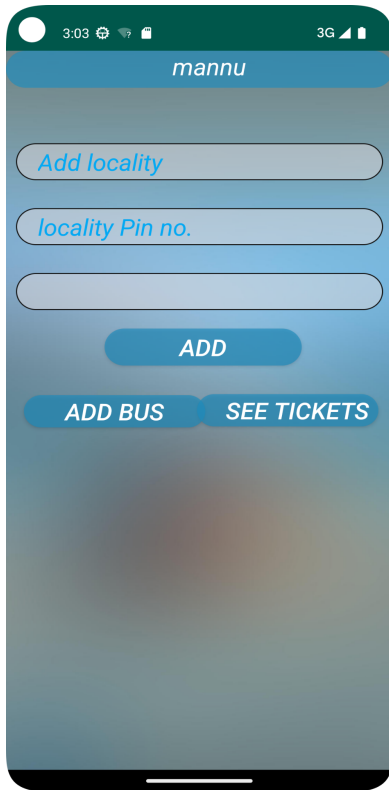 3:03 3G
mannu
Add locality
locality Pin no.
ADD
ADD BUS SEE TICKETS